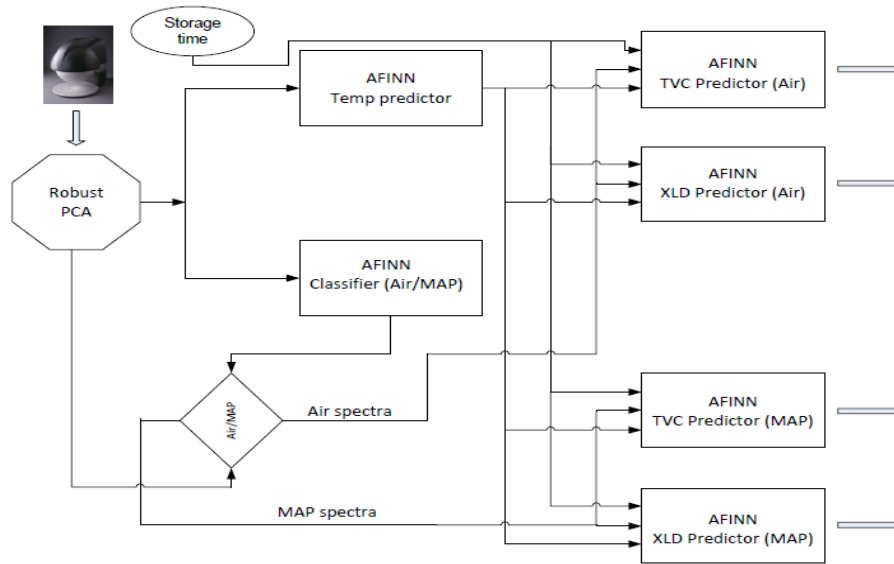 Storage
time
AFINN
Temp predictor
AFINN
TVC Predictor (Air)
Robust
PCA
AFINN
XLD Predictor (Air)
AFINN
Classifier (Air/MAP)
Air/MAP
Air spectra
AFINN
TVC Predictor (MAP)
MAP spectra
AFINN
XLD Predictor (MAP)